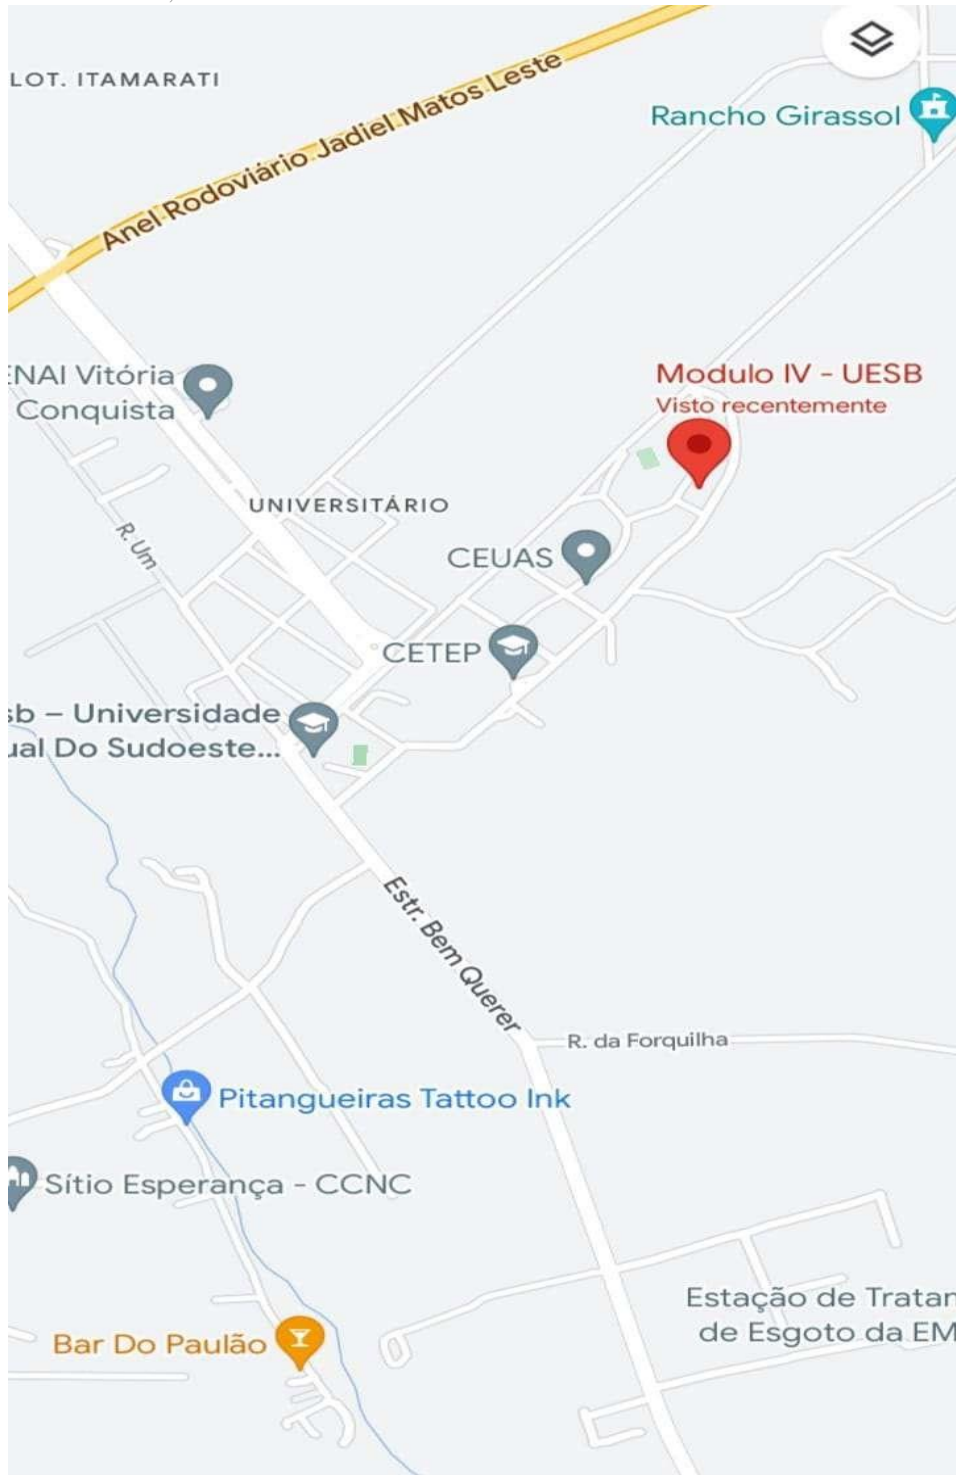 LOT. ITAMARATI
Anel Rodoviário Jadiel Matos Leste
Rancho Girassol
ENAI Vitória
Conquista
Modulo IV - UESB
Visto recentemente
UNIVERSITÁRIO
R. Um
CEUAS
CETEP
sb – Universidade
ual Do Sudoeste...
Estr. Bem Querer
R. da Forquilha
Pitangueiras Tattoo Ink
Sítio Esperança - CCNC
Estação de Tratar
de Esgoto da EM
Bar Do Paulão